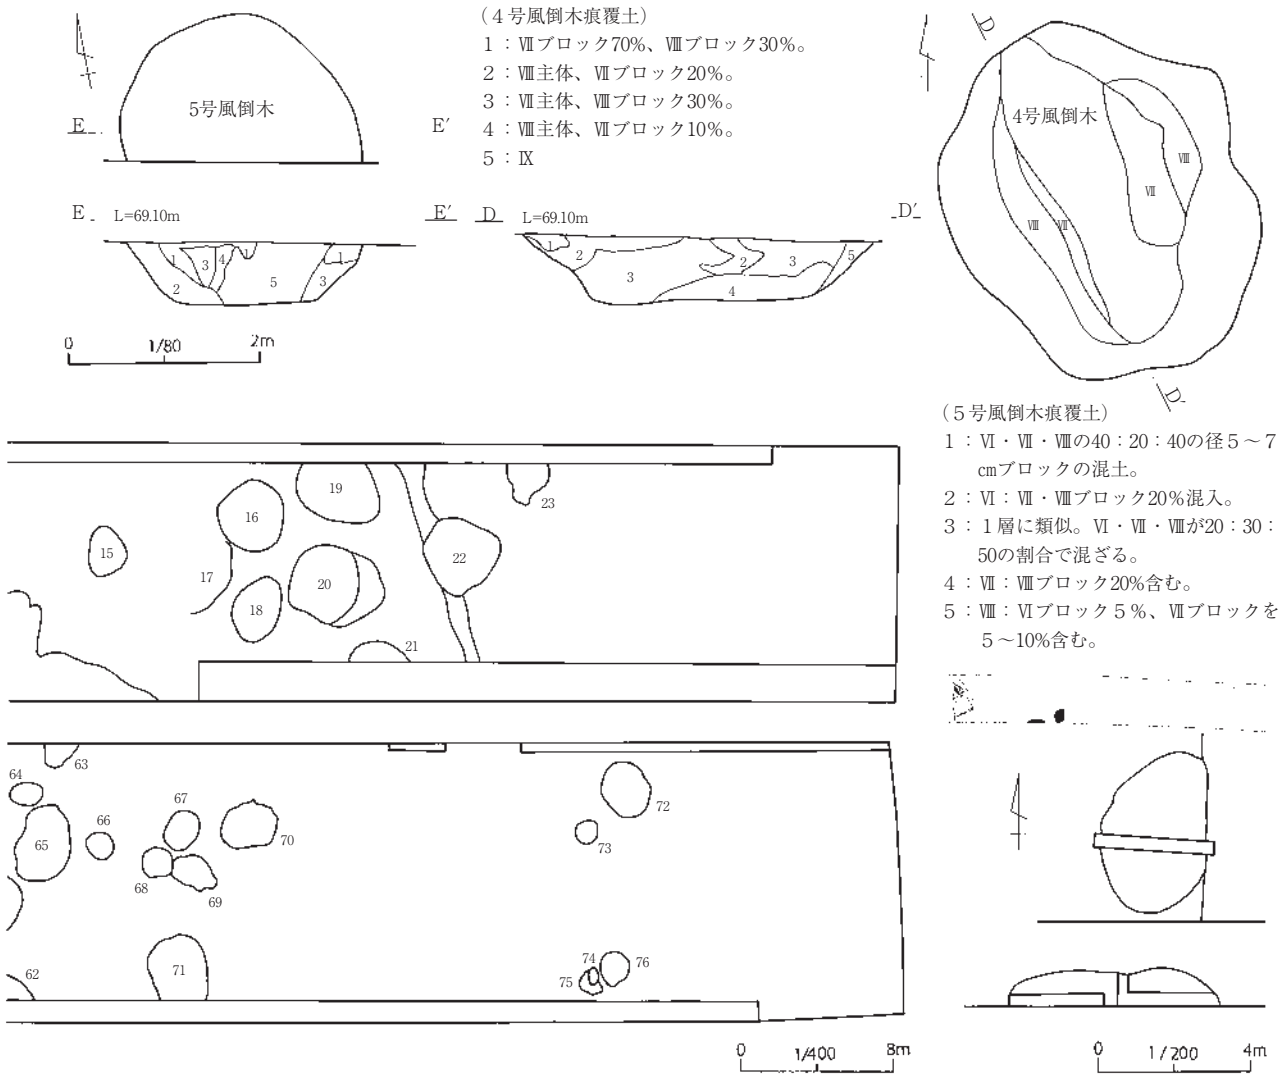 5号風倒木
E
E′
E
L=69.10m
E′
1
3
4
1
2
5
3
1
0
1/80
2m
(4号風倒木痕覆土)
1：Ⅶブロック70%、Ⅷブロック30%。
2：Ⅷ主体、Ⅶブロック20%。
3：Ⅶ主体、Ⅷブロック30%。
4：Ⅷ主体、Ⅶブロック10%。
5：Ⅸ
D
L=69.10m
D′
1
2
3
2
3
4
5
D
4号風倒木
Ⅷ
Ⅶ
Ⅷ
Ⅶ
D′
(5号風倒木痕覆土)
1：Ⅵ・Ⅶ・Ⅷの40：20：40の径5～7
cmブロックの混土。
2：Ⅵ：Ⅶ・Ⅷブロック20%混入。
3：1層に類似。Ⅵ・Ⅶ・Ⅷが20：30：
50の割合で混ざる。
4：Ⅶ：Ⅷブロック20%含む。
5：Ⅷ：Ⅵブロック5%、Ⅶブロックを
5～10%含む。
15
16
17
18
19
20
21
22
23
62
63
64
65
66
67
68
69
70
71
72
73
74
75
76
0
1/400
8m
0
1/200
4m